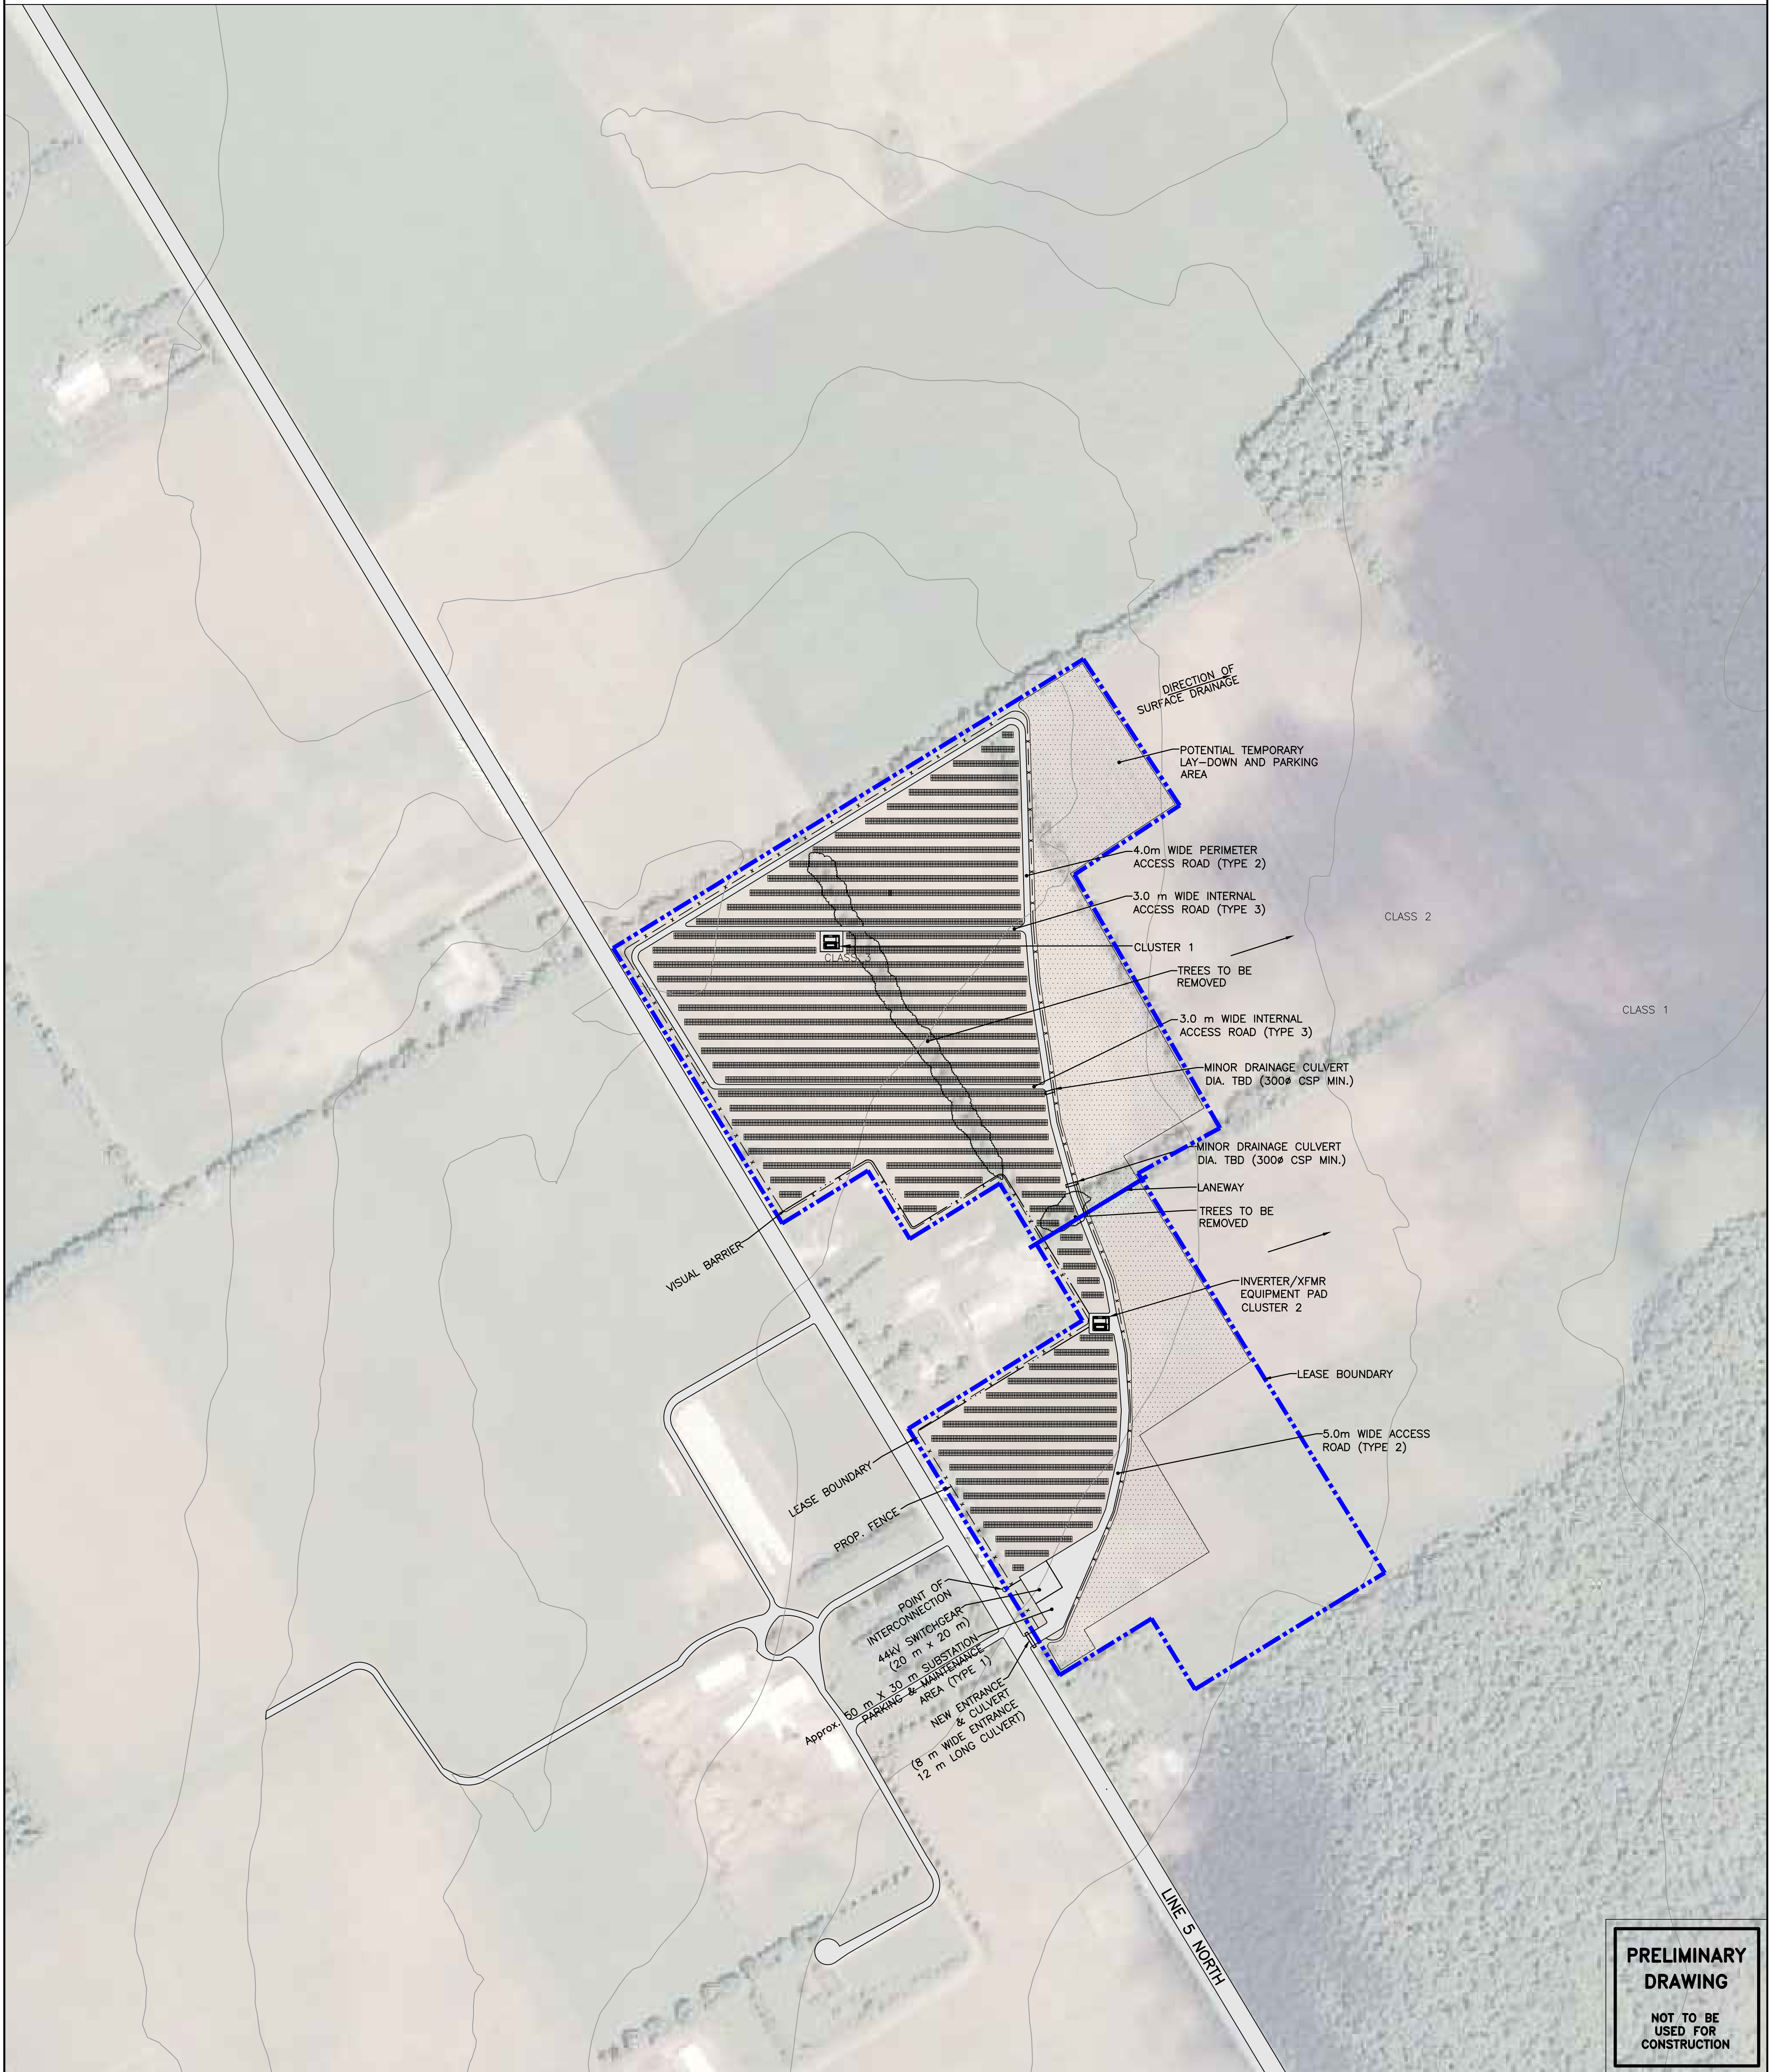 DIRECTION OF
SURFACE DRAINAGE
POTENTIAL TEMPORARY
LAY-DOWN AND PARKING
AREA
4.0m WIDE PERIMETER
ACCESS ROAD (TYPE 2)
3.0 m WIDE INTERNAL
ACCESS ROAD (TYPE 3)
CLASS 2
CLUSTER 1
CLASS 3
TREES TO BE
REMOVED
CLASS 1
3.0 m WIDE INTERNAL
ACCESS ROAD (TYPE 3)
MINOR DRAINAGE CULVERT
DIA. TBD (300ø CSP MIN.)
MINOR DRAINAGE CULVERT
DIA. TBD (300ø CSP MIN.)
LANEWAY
TREES TO BE
REMOVED
VISUAL BARRIER
INVERTER/XFMR
EQUIPMENT PAD
CLUSTER 2
LEASE BOUNDARY
5.0m WIDE ACCESS
ROAD (TYPE 2)
LEASE BOUNDARY
PROP. FENCE
POINT OF
INTERCONNECTION
44kV SWITCHGEAR
(20 m x 20 m)
Approx. 50 m X 30 m SUBSTATION
PARKING & MAINTENANCE
AREA (TYPE 1)
NEW ENTRANCE
& CULVERT
(8 m WIDE ENTRANCE
12 m LONG CULVERT)
LINE 5 NORTH
PRELIMINARY
DRAWING
NOT TO BE
USED FOR
CONSTRUCTION